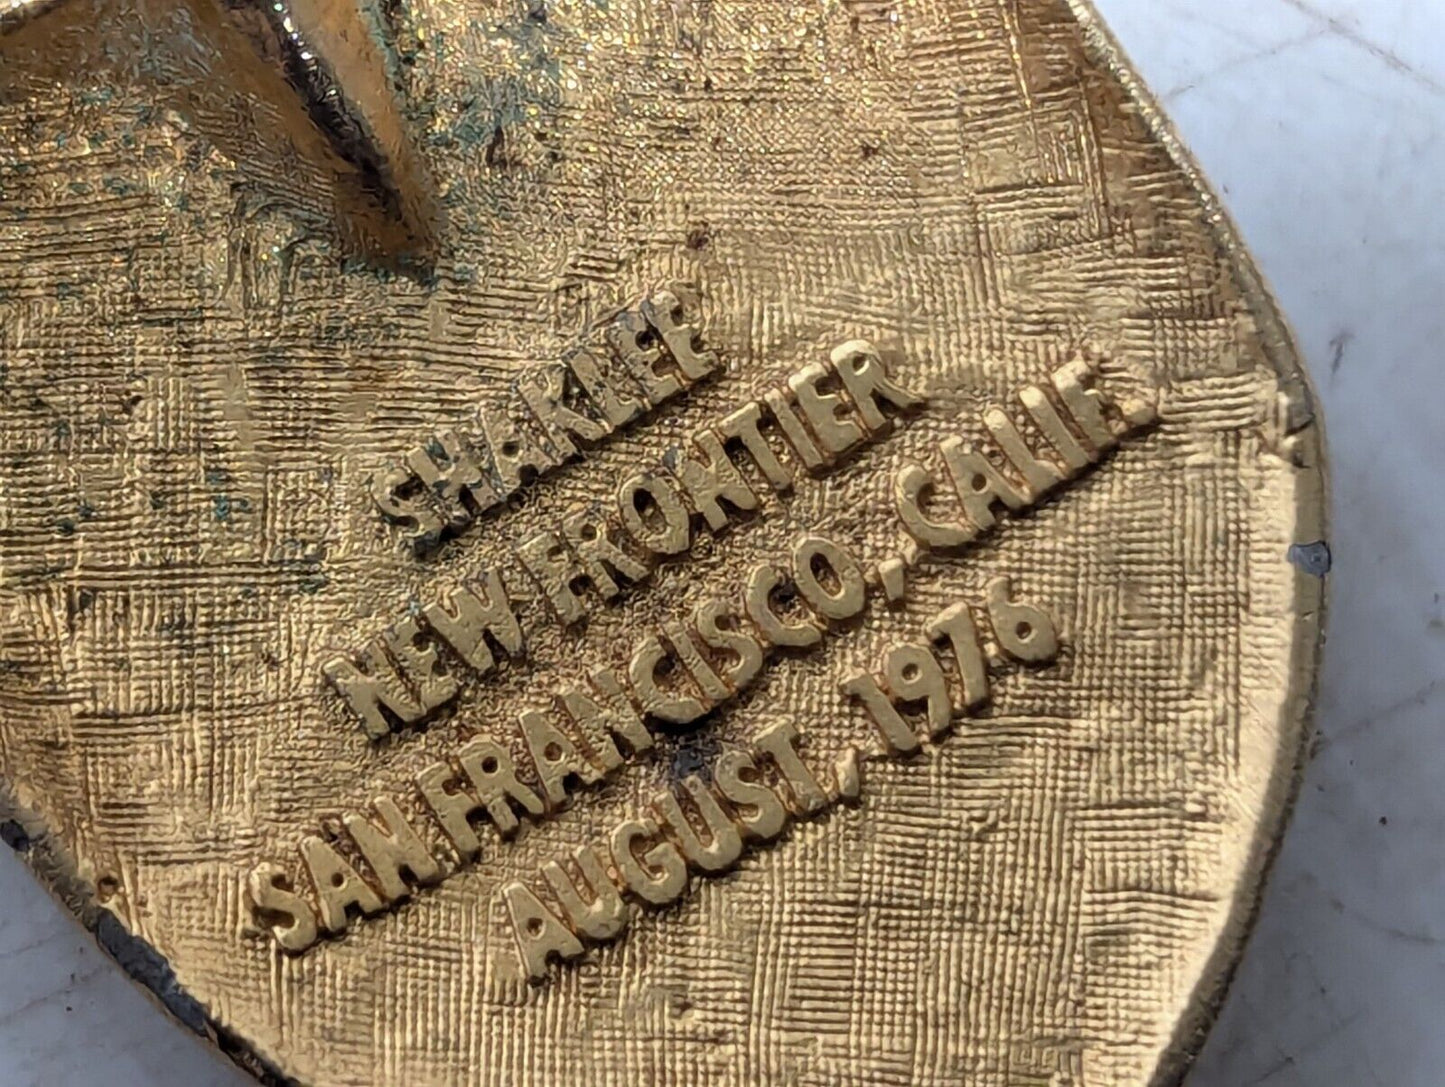 SHAKLEE
NEW FRONTIER
SAN FRANCISCO, CALIF.
AUGUST, 1976